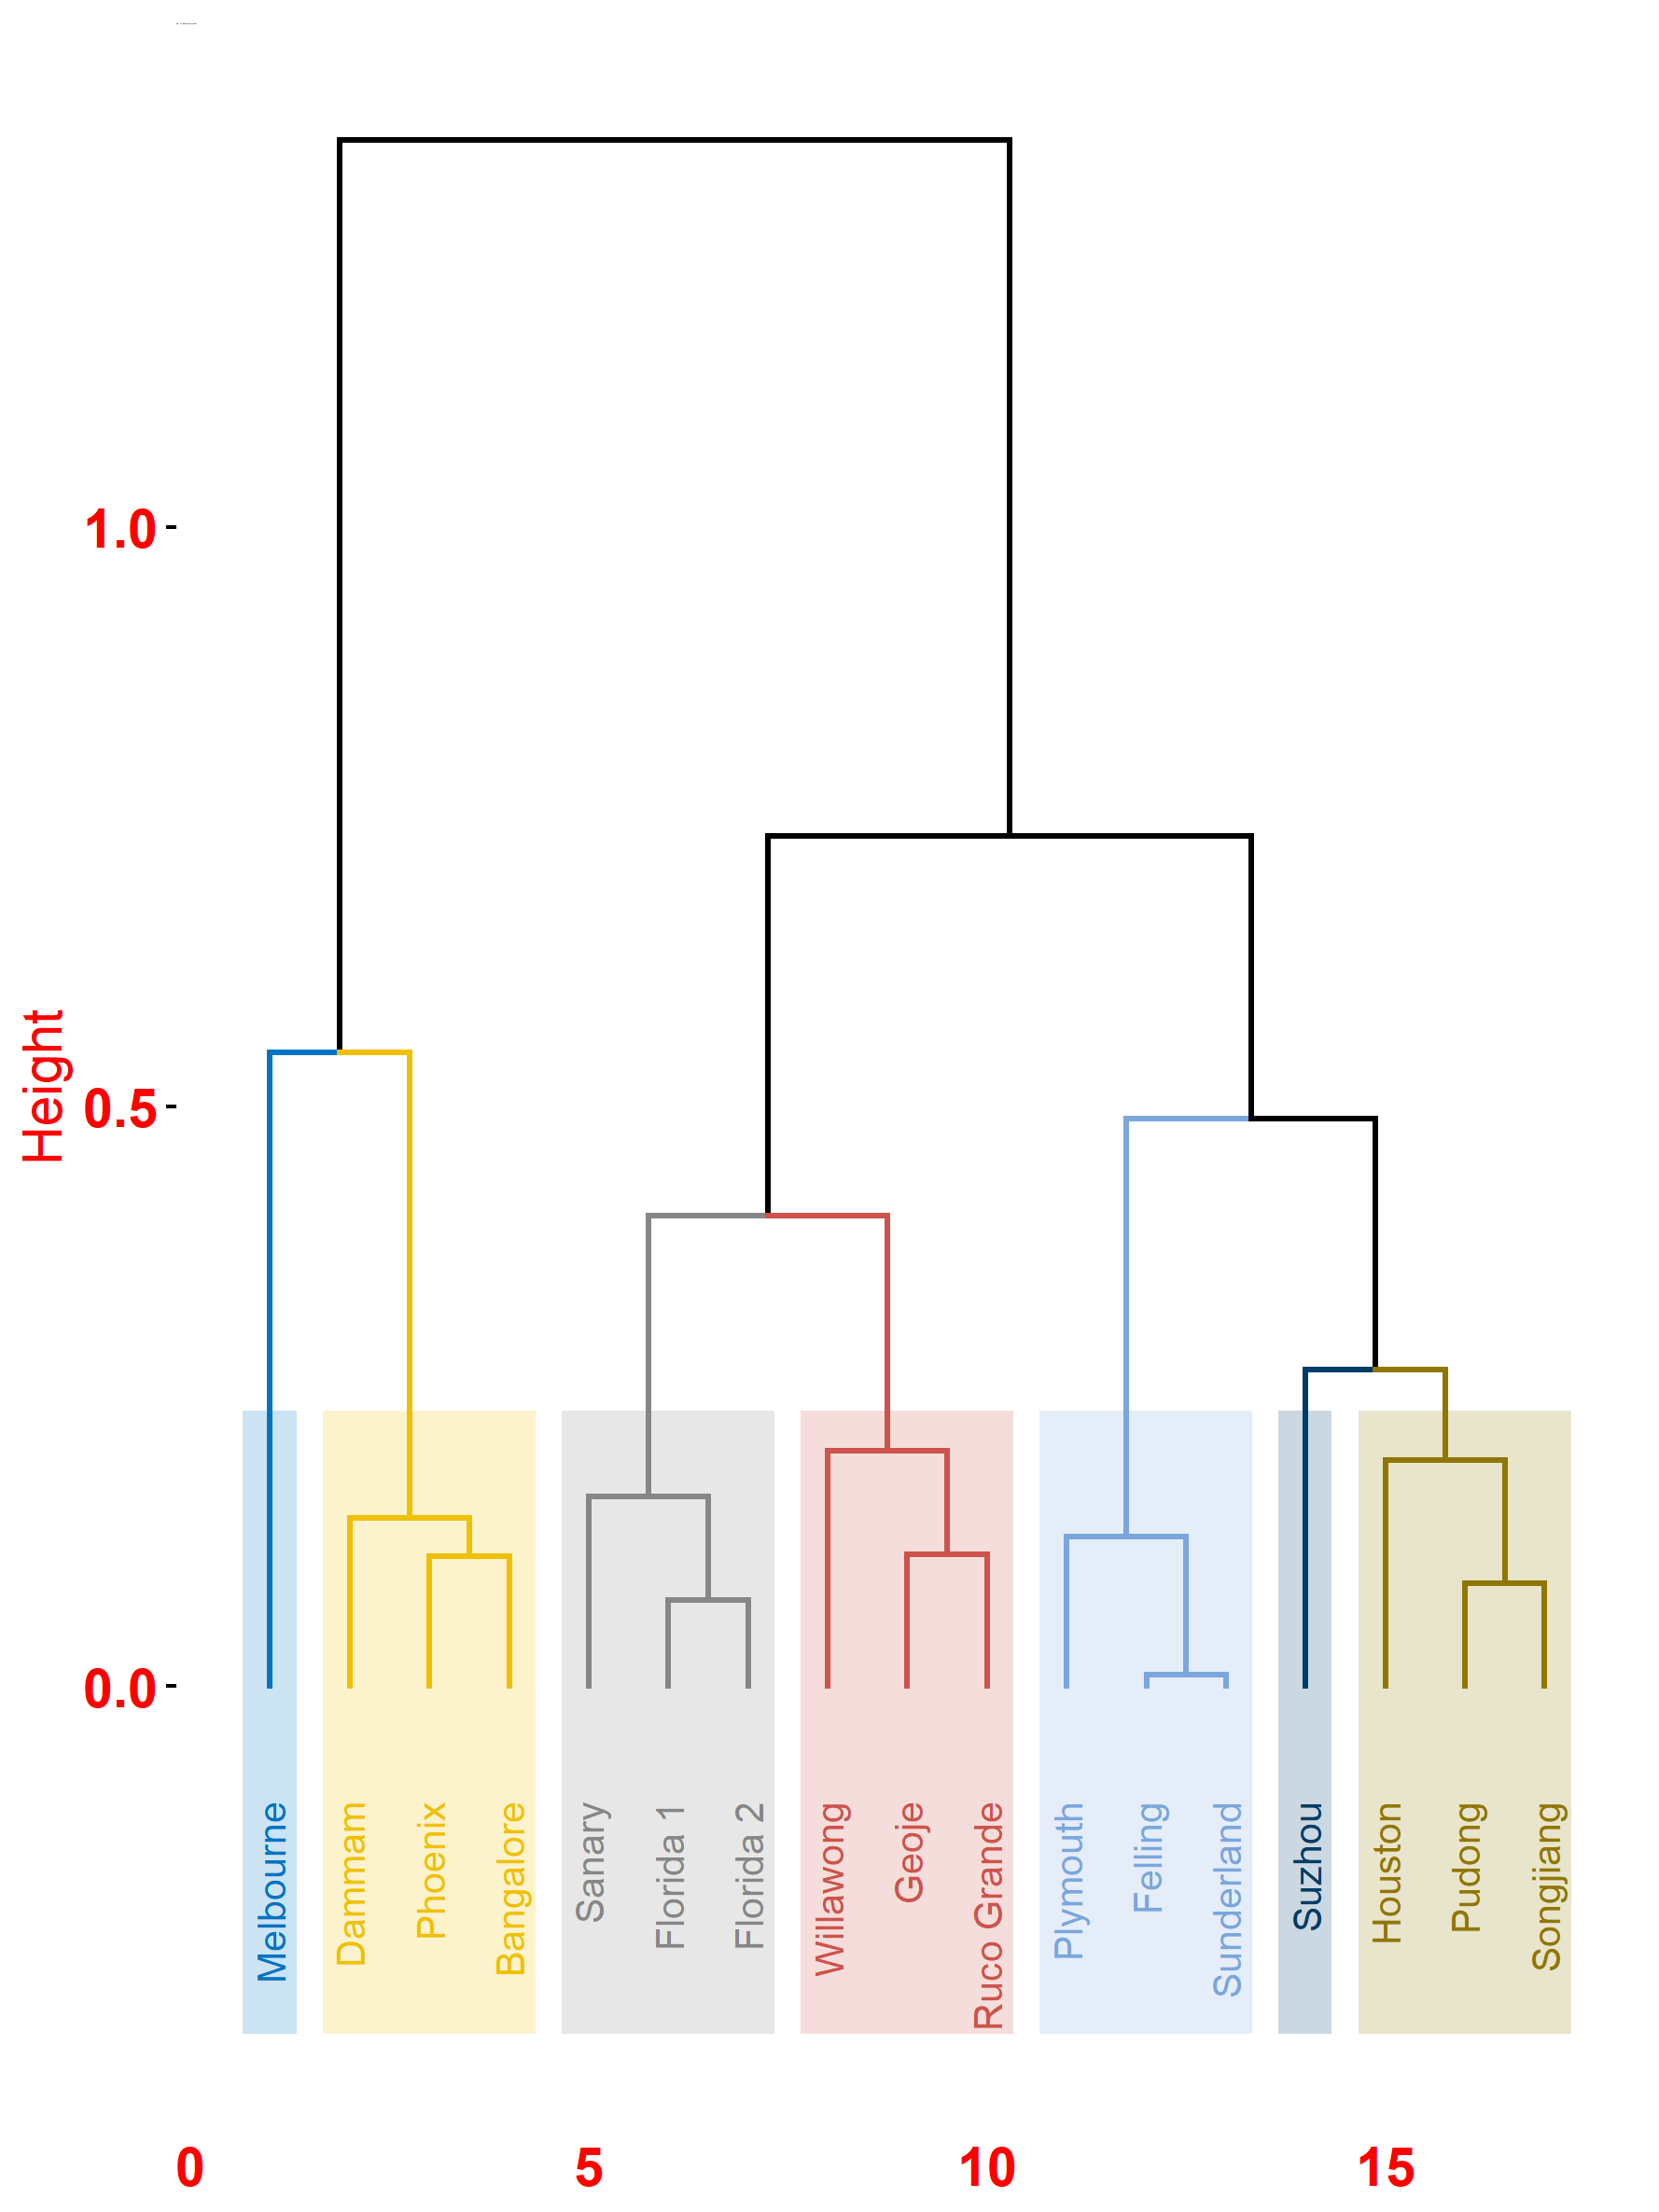 1.0
0.5
0.0
Height
Melbourne
Dammam
Phoenix
Bangalore
Sanary
Florida 1
Florida 2
Willawong
Geoje
Ruco Grande
Plymouth
Felling
Sunderland
Suzhou
Houston
Pudong
Songjiang
0 5 10 15